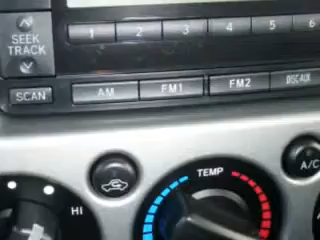 1 2 3 4 5 6
SEEK
TRACK
SCAN AM FM1 FM2 DISC·AUX
TEMP
A/C
HI